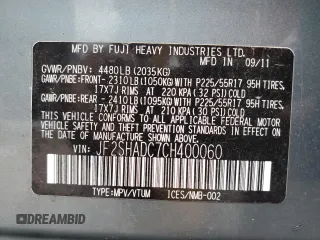 MFD BY FUJI HEAVY INDUSTRIES LTD.
09/11
GVWR/PNBV: 4480LB (2035KG)
GAWR/PNBE:FRONT- 2310LB(1050KG)WITH P225/55R17 95H TIRES,
17X7J RIMS AT 220 KPA ( 32 PSI/LB) COLD
GAWR/PNBE:REAR - 2410LB(1095KG)WITH P225/55R17 95H TIRES,
17X7J RIMS AT 210 KPA ( 30 PSI/LB) COLD
THIS VEHICLE CONFORMS TO ALL APPLICABLE
FEDERAL MOTOR VEHICLE SAFETY, BUMPER,
AND THEFT PREVENTION STANDARDS IN EFFECT ON THE
DATE OF MANUFACTURE SHOWN ABOVE.
VIN: JF2SHADC7CH400060
TYPE:MPV/VTUM
ICES/NMB-002
AutoBidMaster